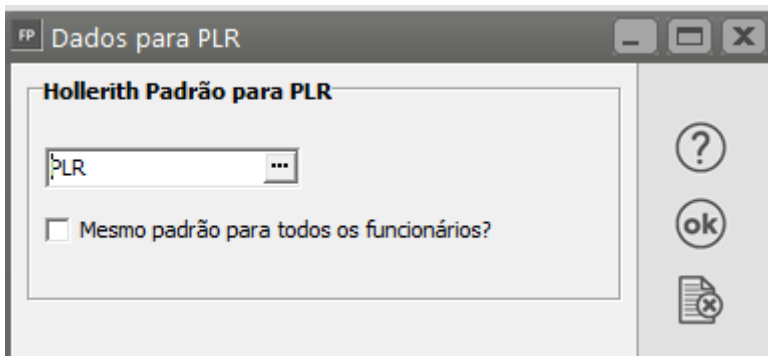 FP Dados para PLR
Hollerith Padrão para PLR
PLR ...
Mesmo padrão para todos os funcionários?
?
ok